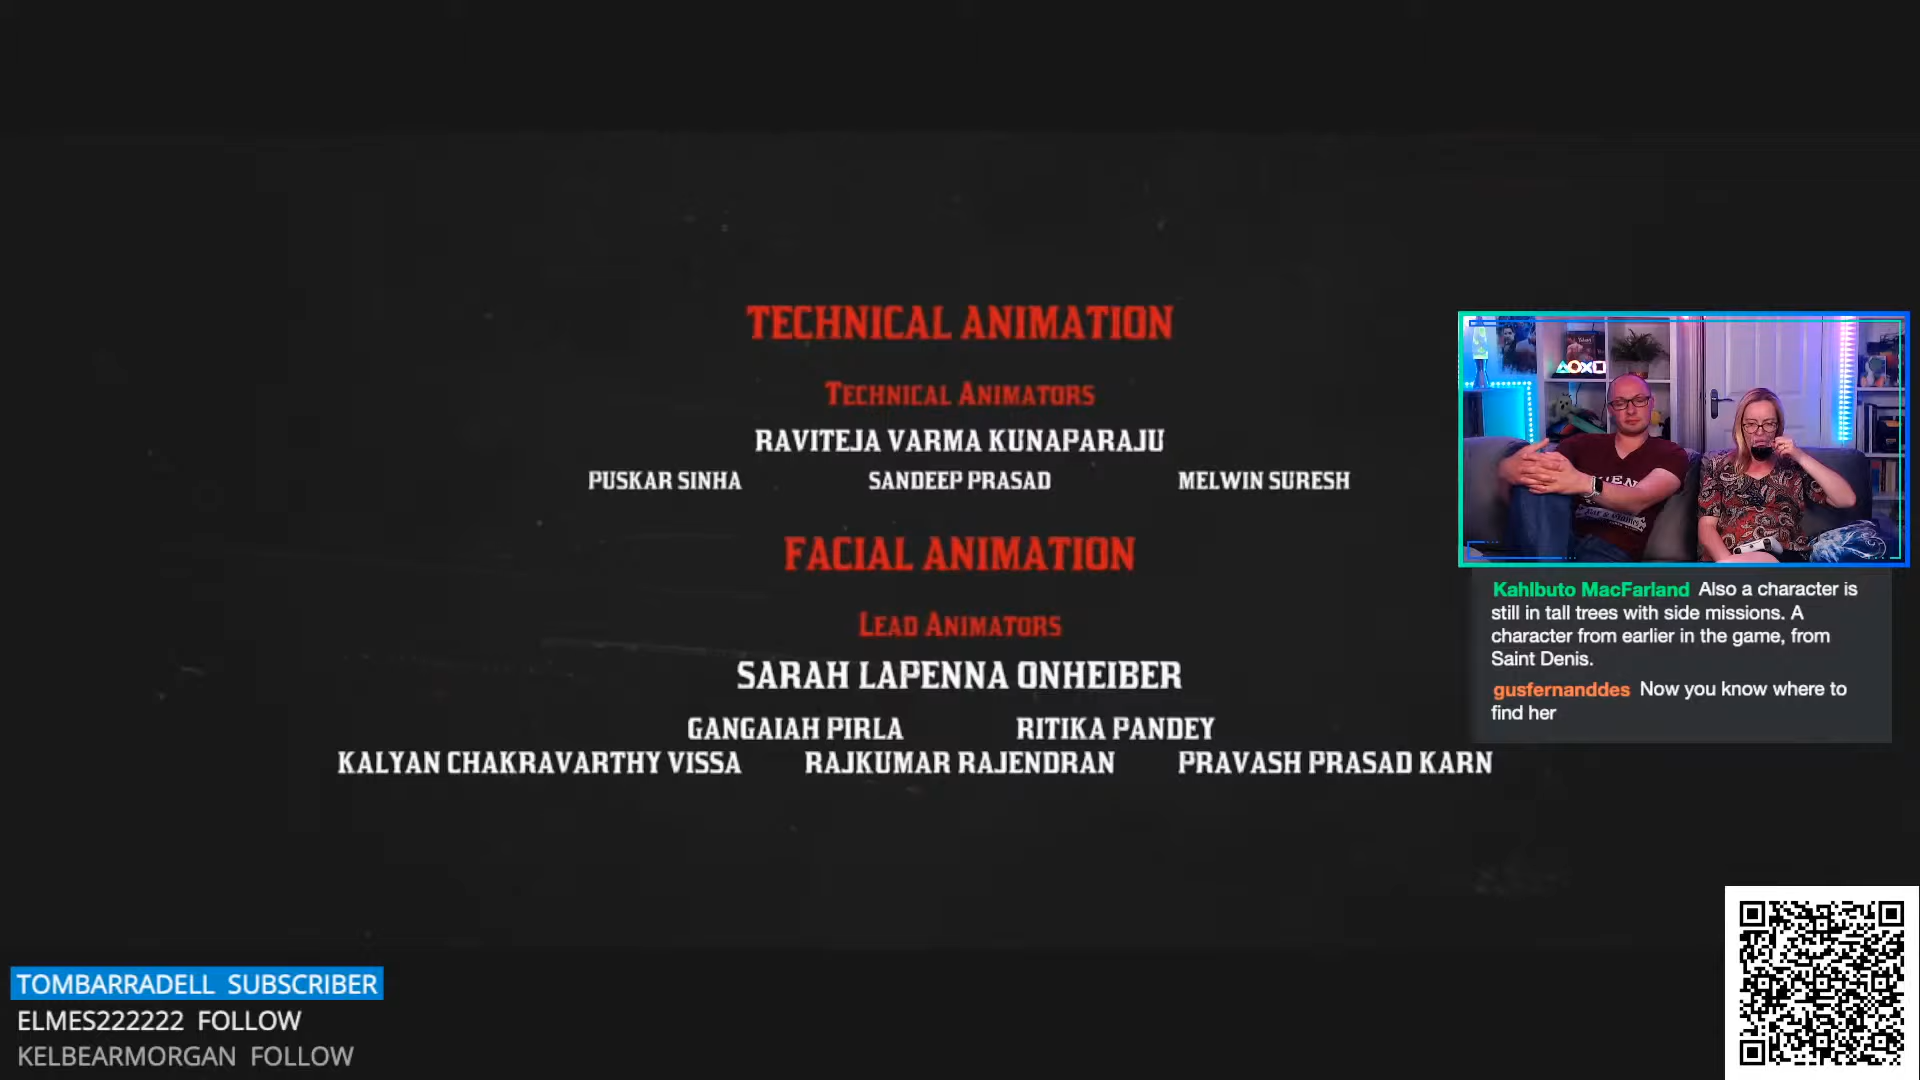 TECHNICAL ANIMATION
TECHNICAL ANIMATORS
RAVITEJA VARMA KUNAPARAJU
PUSKAR SINHA SANDEEP PRASAD MELWIN SURESH
FACIAL ANIMATION
LEAD ANIMATORS
SARAH LAPENNA ONHEIBER
GANGAIAH PIRLA RITIKA PANDEY
KALYAN CHAKRAVARTHY VISSA RAJKUMAR RAJENDRAN PRAVASH PRASAD KARN
Kahlbuto MacFarland Also a character is
still in tall trees with side missions. A
character from earlier in the game, from
Saint Denis.
gusfernanddes Now you know where to
find her
TOMBARRADELL SUBSCRIBER
ELMES222222 FOLLOW
KELBEARMORGAN FOLLOW